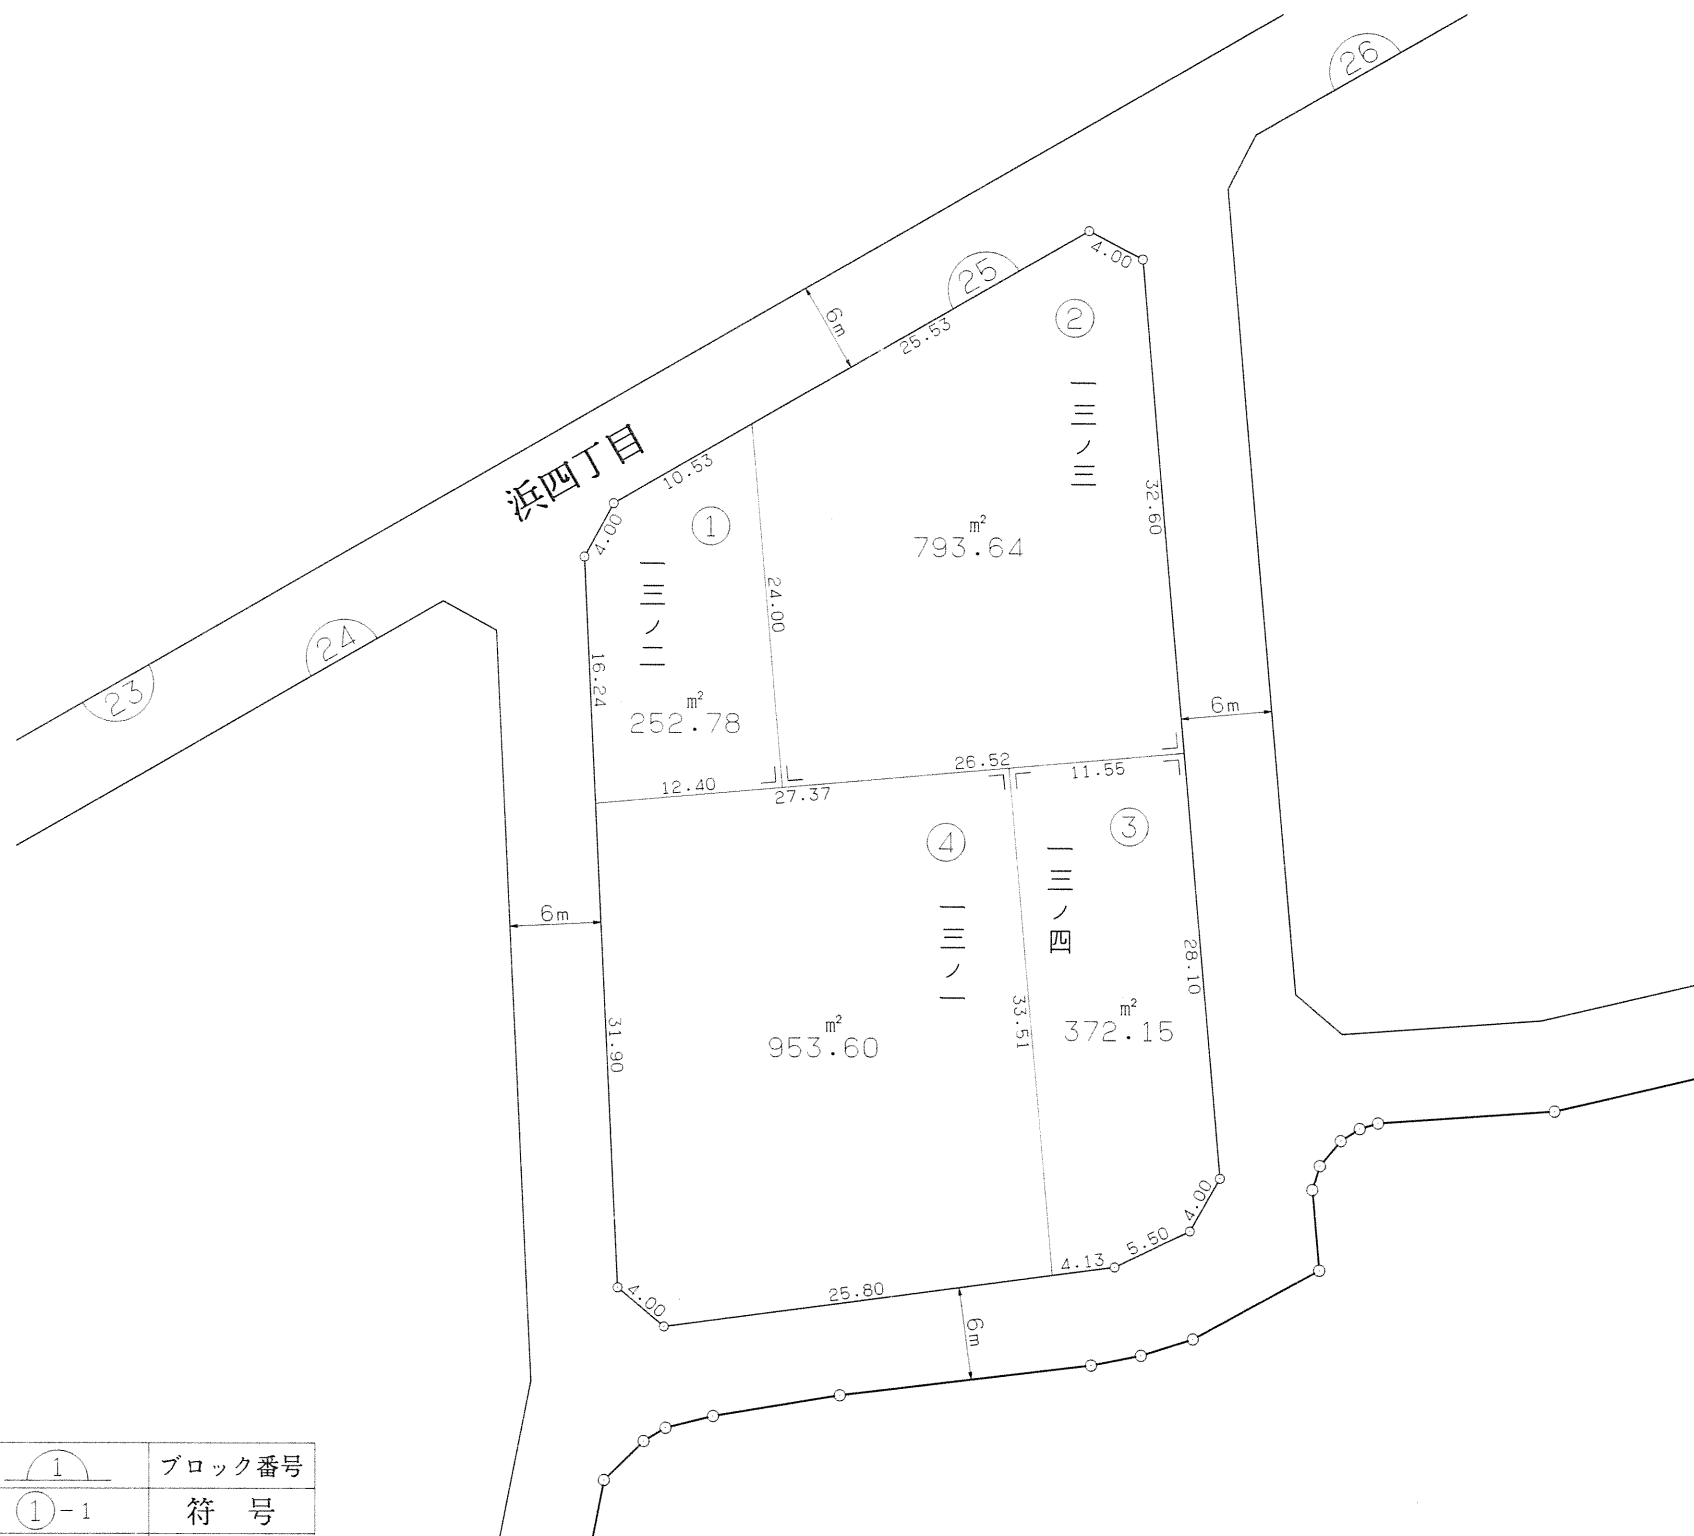 26
4.00
25
6m
25.53
②
一三ノ三
浜四丁目
10.53
4.00
①
32.60
m²
793.64
一三ノ二
24.00
24
16.24
23
m²
252.78
6m
26.52
11.55
12.40
27.37
③
④
一三ノ四
一三ノ一
6m
28.10
33.51
m²
372.15
31.90
m²
953.60
4.00
5.50
4.13
4.00
25.80
6m
1 ブロック番号
①-1 符 号